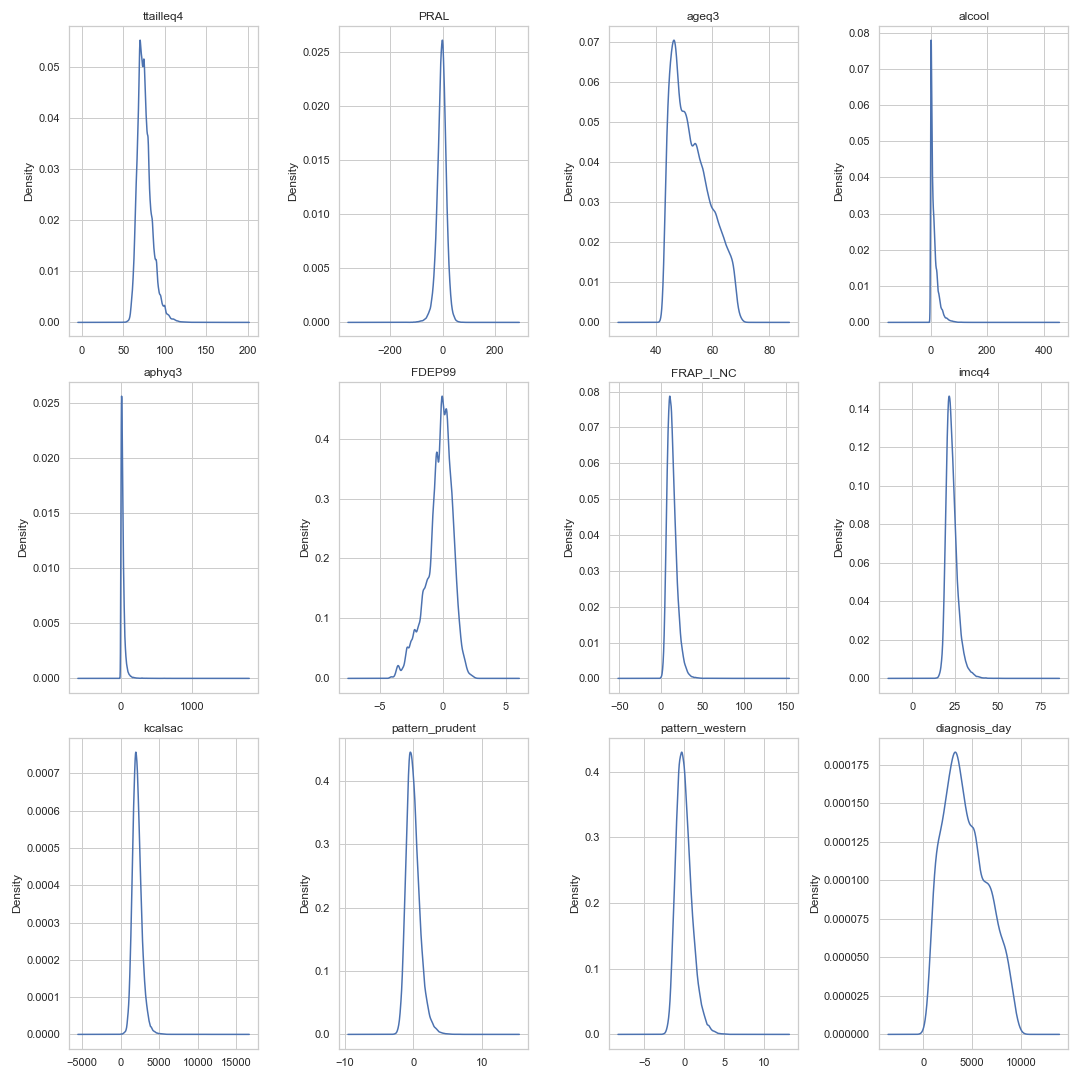 ttailleq4
PRAL
ageq3
alcool
Density
0.00
0.01
0.02
0.03
0.04
0.05
0 50 100 150 200
Density
0.000
0.005
0.010
0.015
0.020
0.025
−200 0 200
Density
0.00
0.01
0.02
0.03
0.04
0.05
0.06
0.07
40 60 80
Density
0.00
0.01
0.02
0.03
0.04
0.05
0.06
0.07
0.08
0 200 400
aphyq3
FDEP99
FRAP_I_NC
imcq4
Density
0.000
0.005
0.010
0.015
0.020
0.025
0 1000
Density
0.0
0.1
0.2
0.3
0.4
−5 0 5
Density
0.00
0.01
0.02
0.03
0.04
0.05
0.06
0.07
0.08
−50 0 50 100 150
Density
0.00
0.02
0.04
0.06
0.08
0.10
0.12
0.14
0 25 50 75
kcalsac
pattern_prudent
pattern_western
diagnosis_day
Density
0.0000
0.0001
0.0002
0.0003
0.0004
0.0005
0.0006
0.0007
−5000 0 5000 10000 15000
Density
0.0
0.1
0.2
0.3
0.4
−10 0 10
Density
0.0
0.1
0.2
0.3
0.4
−5 0 5 10
Density
0.000000
0.000025
0.000050
0.000075
0.000100
0.000125
0.000150
0.000175
0 5000 10000